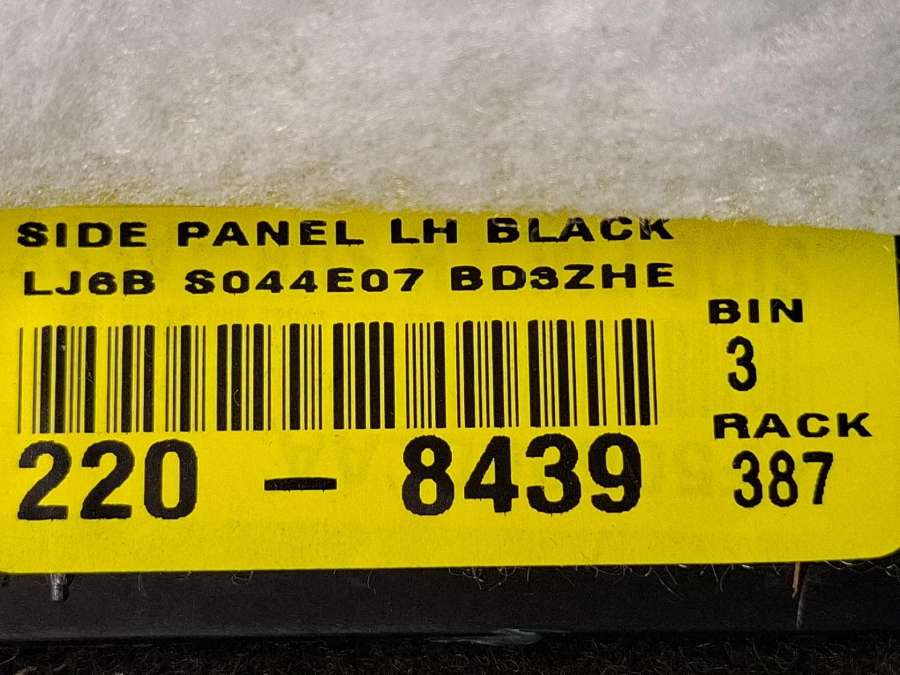 SIDE PANEL LH BLACK
LJ6B S044E07 BD3ZHE
BIN
3
RACK
387
220 - 8439